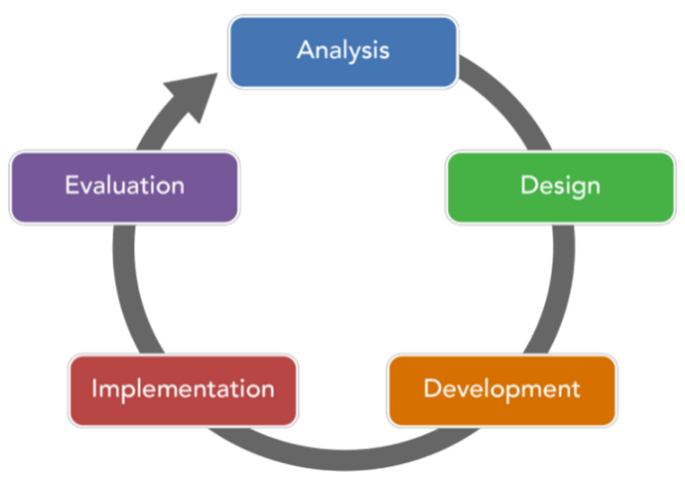 Analysis
Design
Development
Implementation
Evaluation